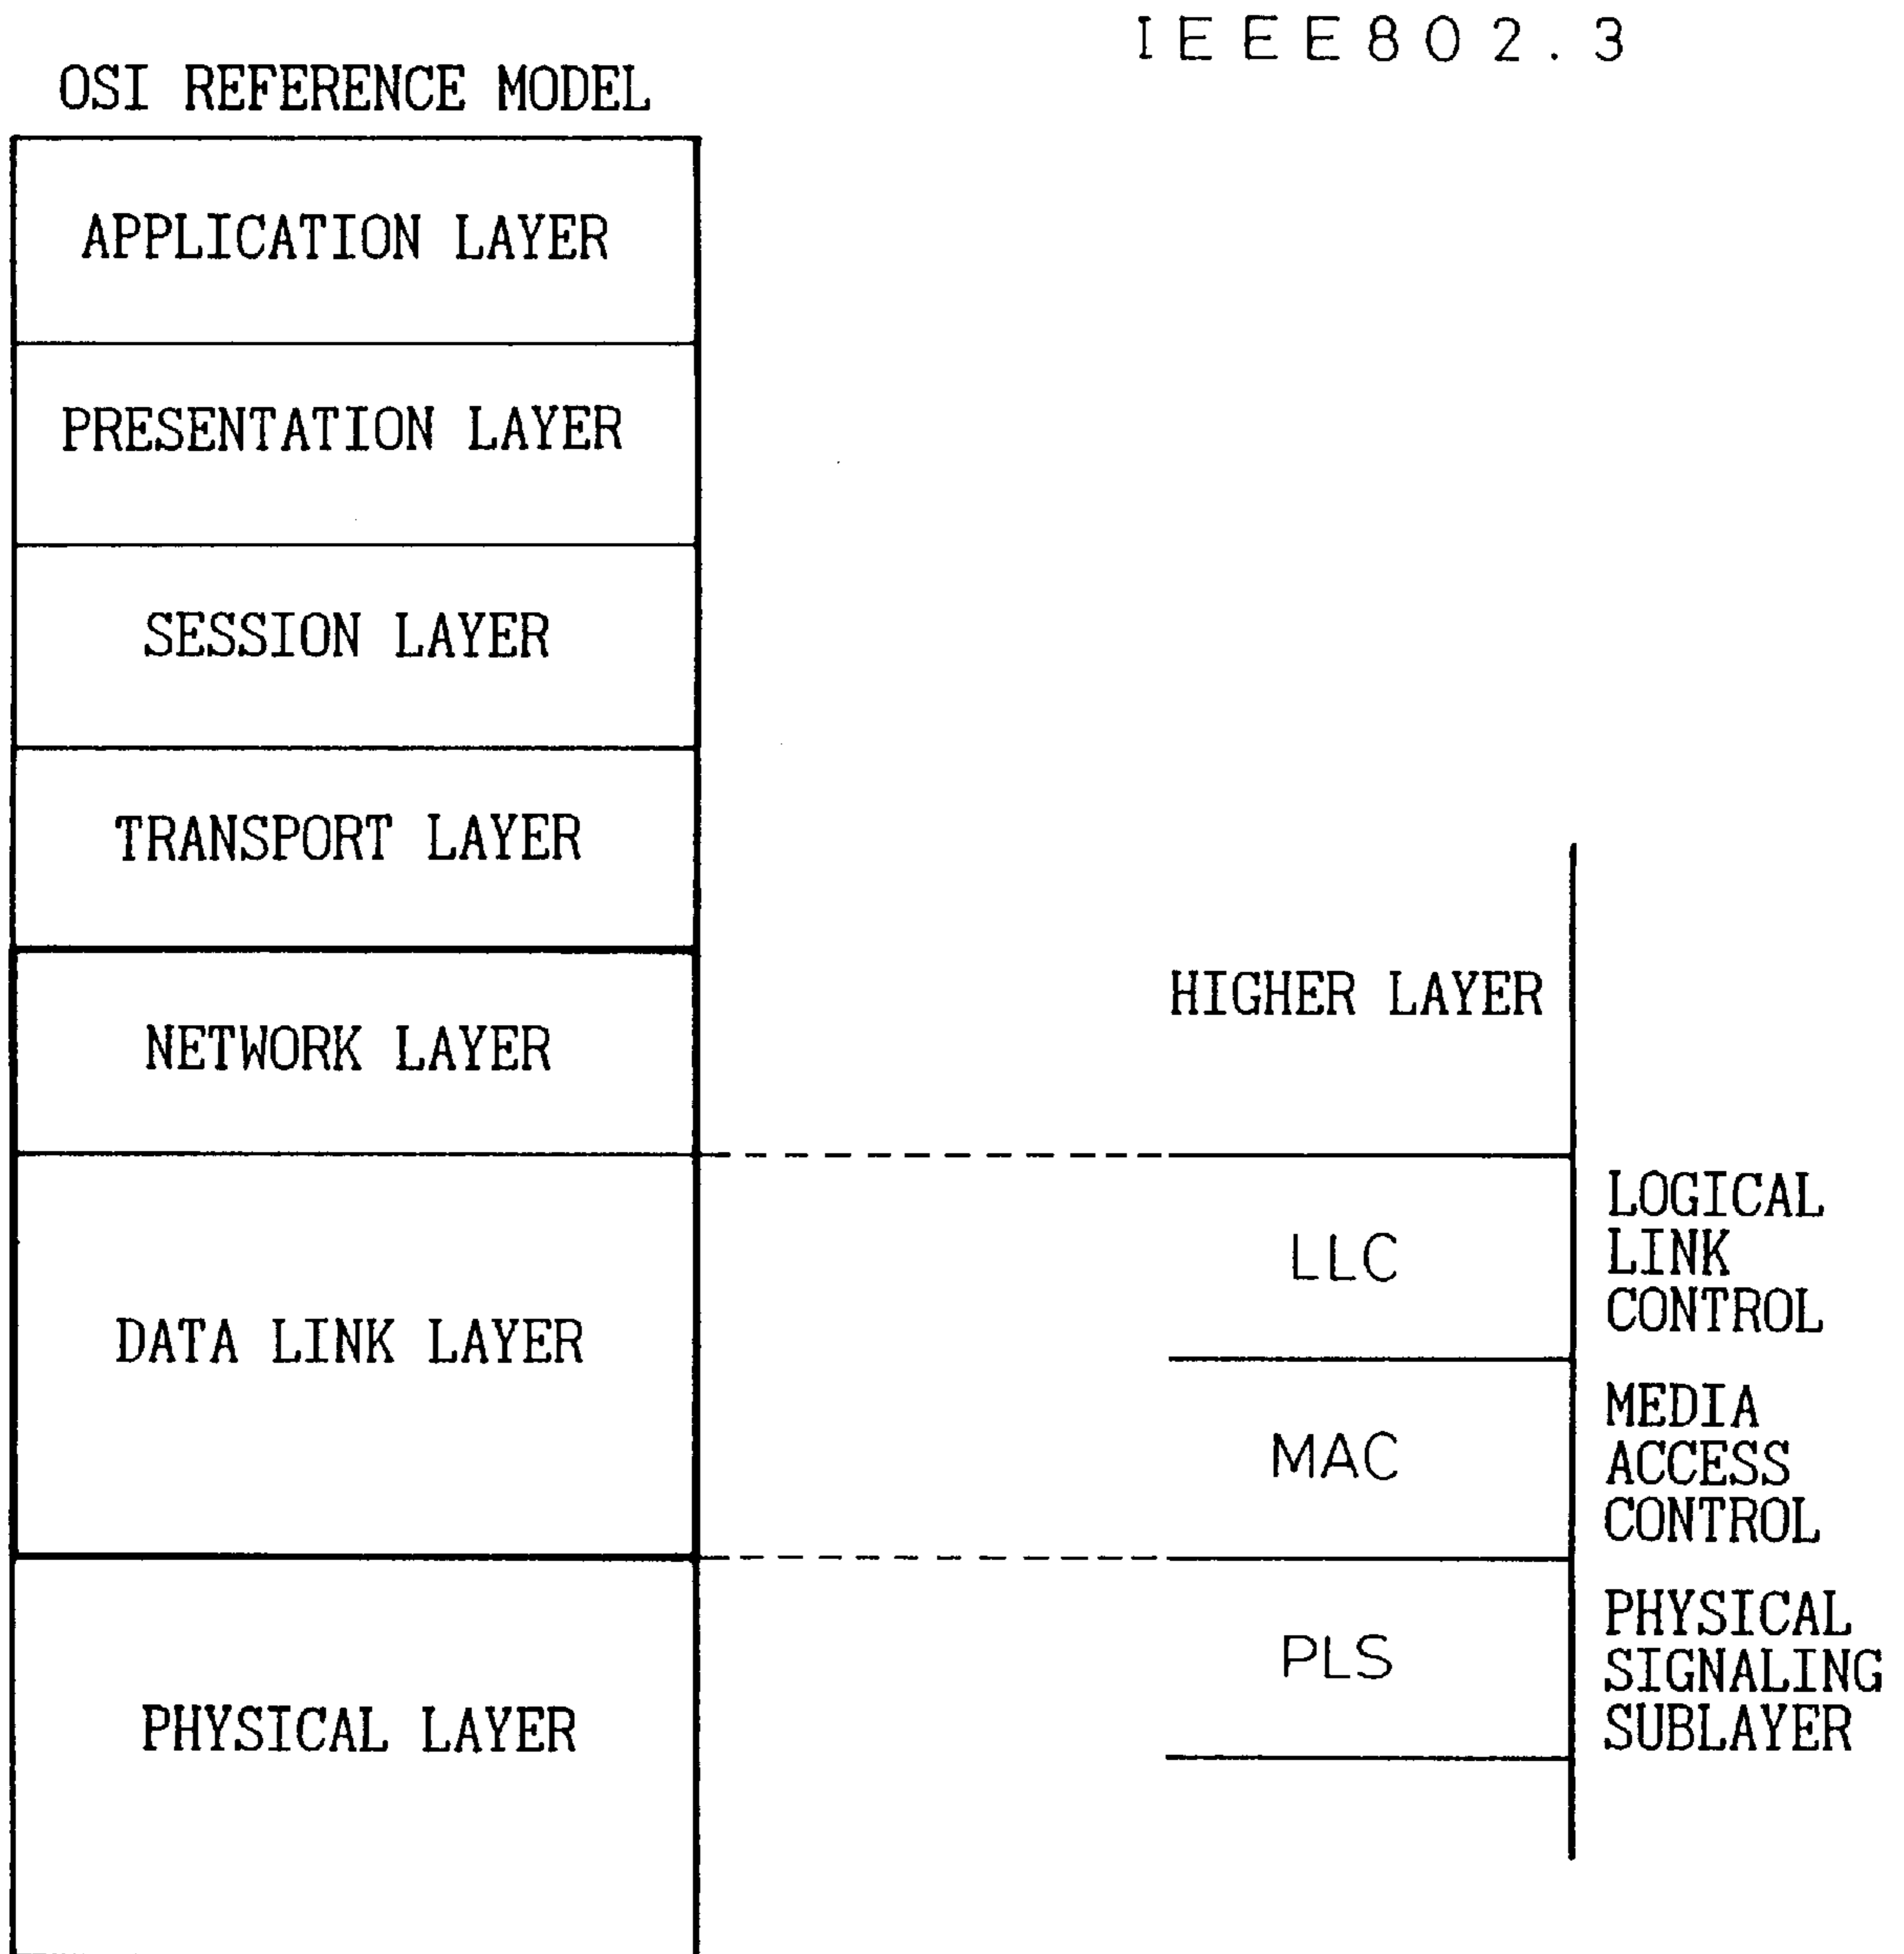 IEEE802.3
OSI REFERENCE MODEL
APPLICATION LAYER
PRESENTATION LAYER
SESSION LAYER
TRANSPORT LAYER
NETWORK LAYER
DATA LINK LAYER
PHYSICAL LAYER
HIGHER LAYER
LLC
LOGICAL
LINK
CONTROL
MAC
MEDIA
ACCESS
CONTROL
PLS
PHYSICAL
SIGNALING
SUBLAYER